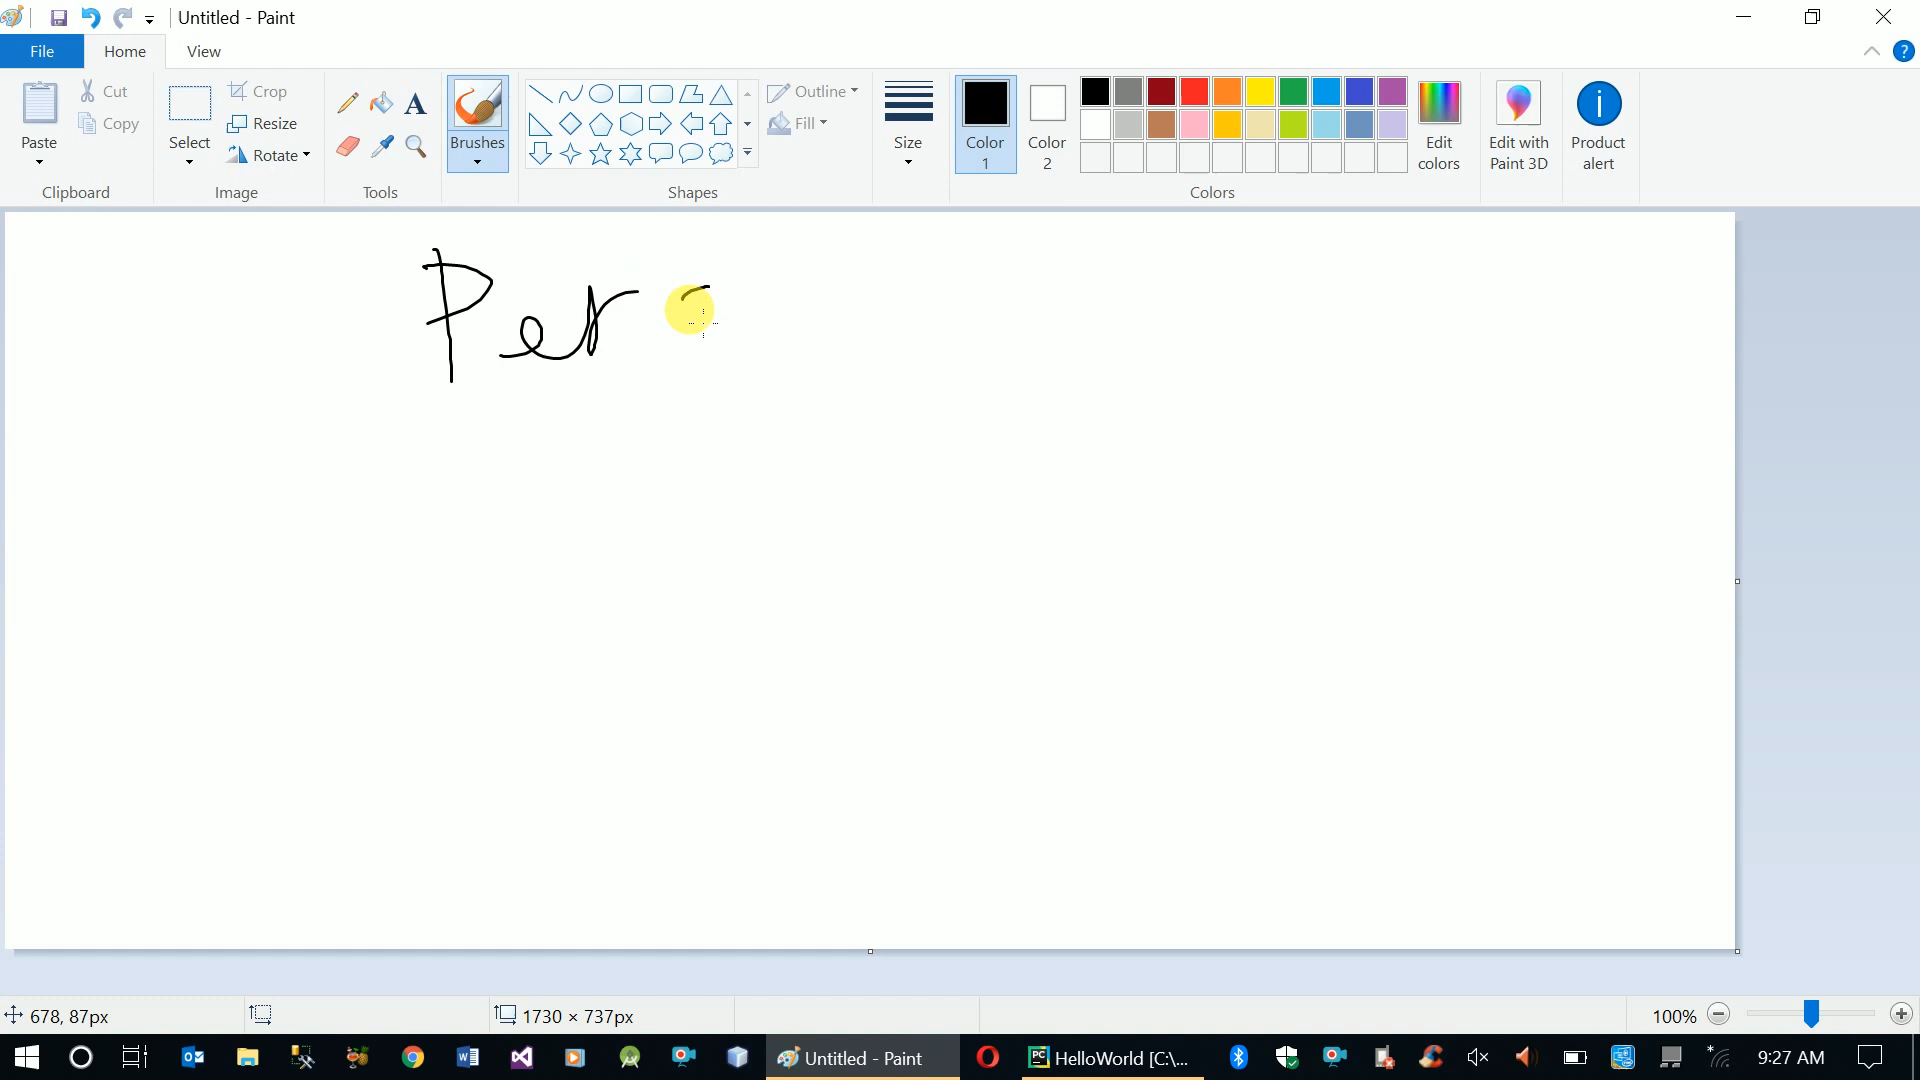 Untitled - Paint
File Home View ?
Paste
Cut
Copy
Clipboard
Select
Crop
Resize
Rotate
Image
A
Tools
Brushes
Shapes
Outline
Fill
Size
Color 1
Color 2
Colors
Edit colors
Edit with Paint 3D
i
Product alert
Per
678, 87px
1730 × 737px
100%
Untitled - Paint
PC
HelloWorld [C:\...
9:27 AM